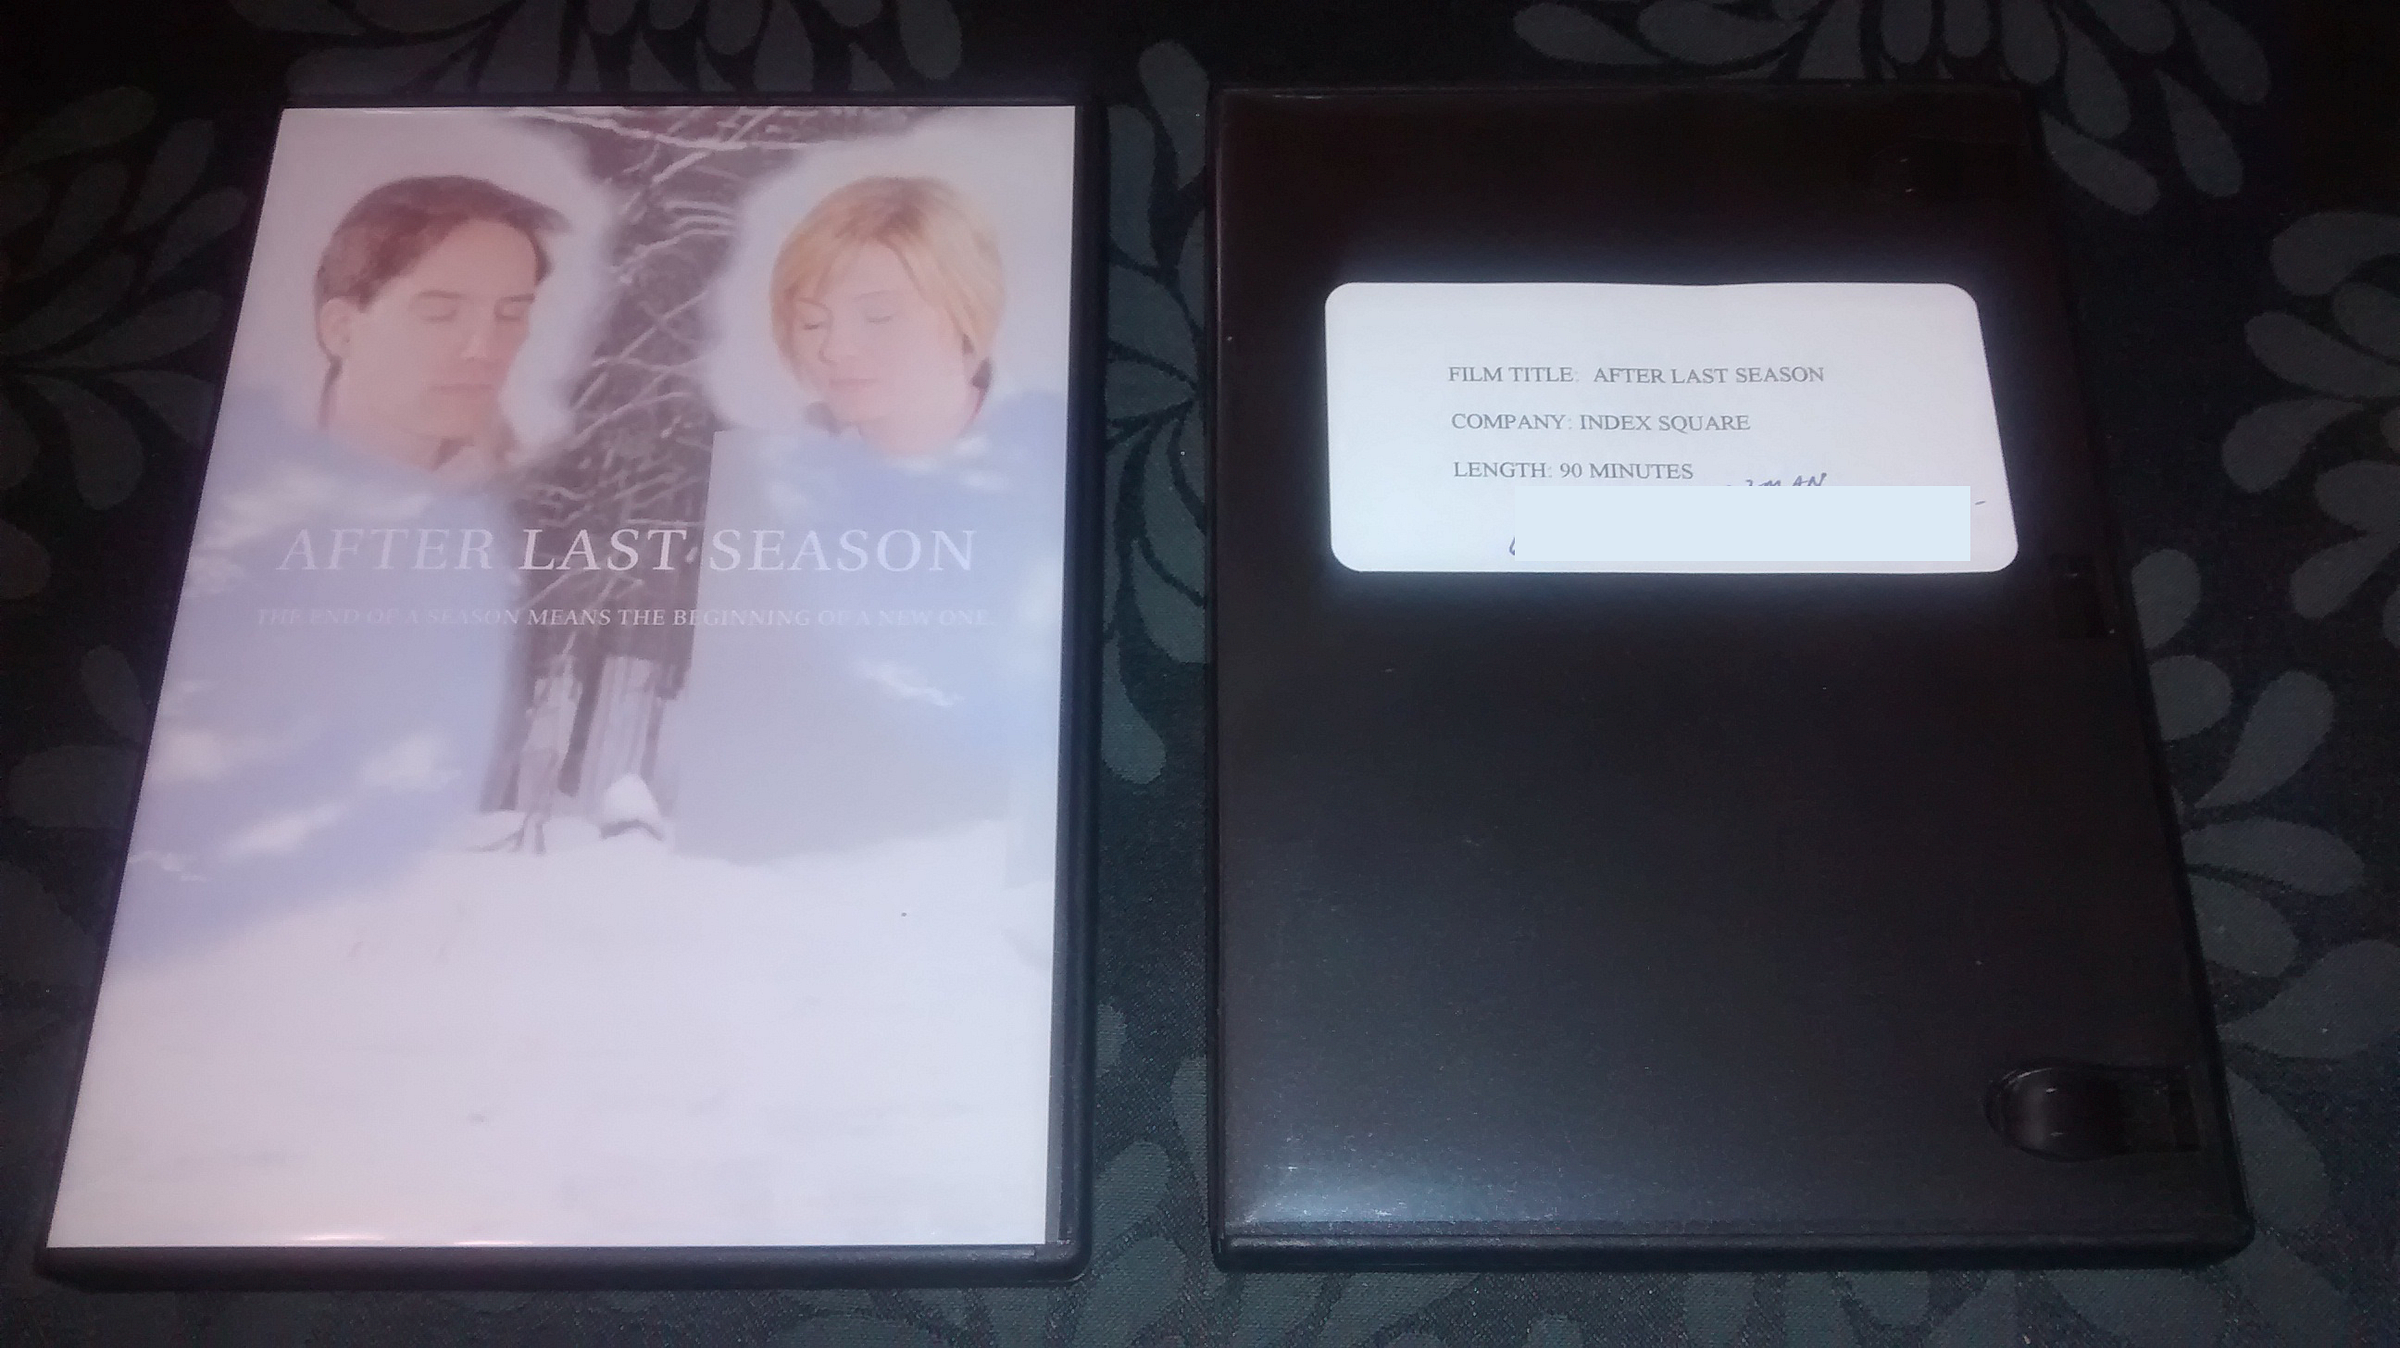 AFTER LAST SEASON
THE END OF A SEASON MEANS THE BEGINNING OF A NEW ONE.
FILM TITLE: AFTER LAST SEASON
COMPANY: INDEX SQUARE
LENGTH: 90 MINUTES